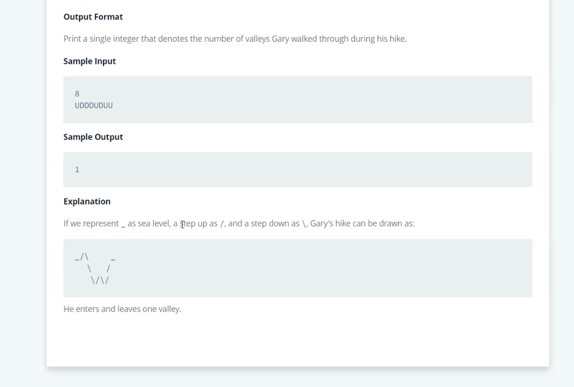 Output Format
Print a single integer that denotes the number of valleys Gary walked through during his hike.
Sample Input
8
UDDDUDUU
Sample Output
1
Explanation
If we represent _ as sea level, a step up as /, and a step down as \, Gary's hike can be drawn as:
_/\      _
   \    /
    \/\/
He enters and leaves one valley.